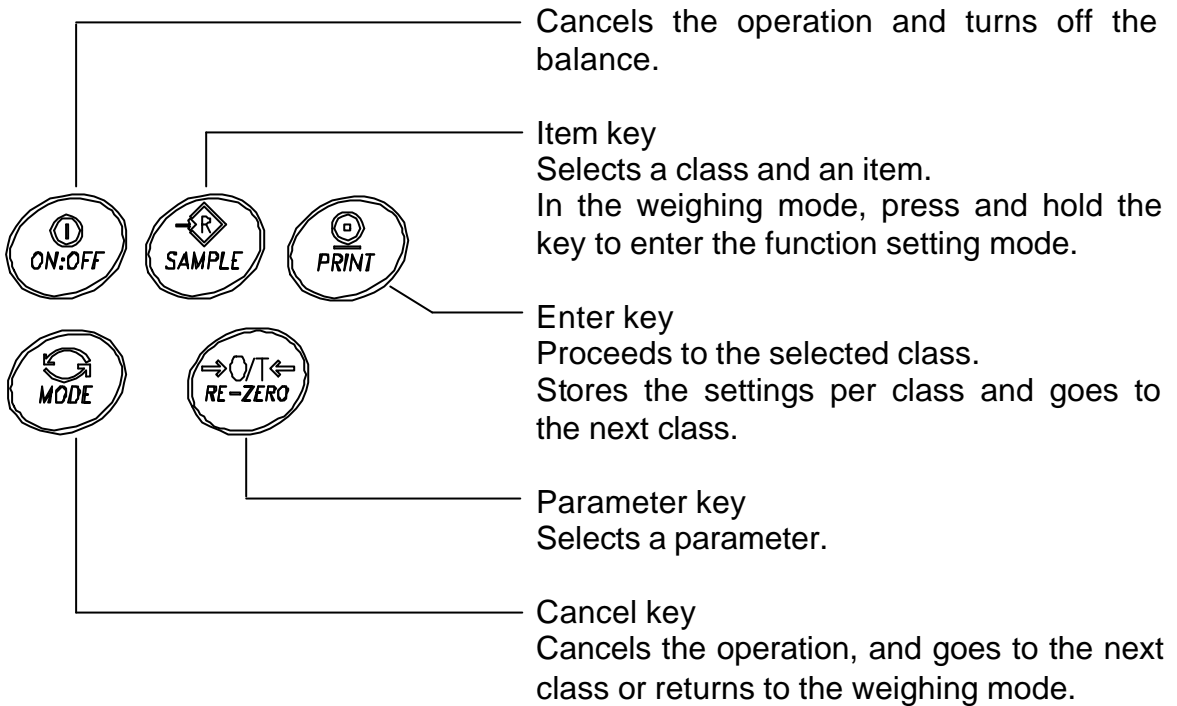 Cancels the operation and turns off the
balance.
Item key
Selects a class and an item.
In the weighing mode, press and hold the
key to enter the function setting mode.
ON:OFF
R
SAMPLE
PRINT
Enter key
Proceeds to the selected class.
Stores the settings per class and goes to
the next class.
MODE
→O/T←
RE-ZERO
Parameter key
Selects a parameter.
Cancel key
Cancels the operation, and goes to the next
class or returns to the weighing mode.